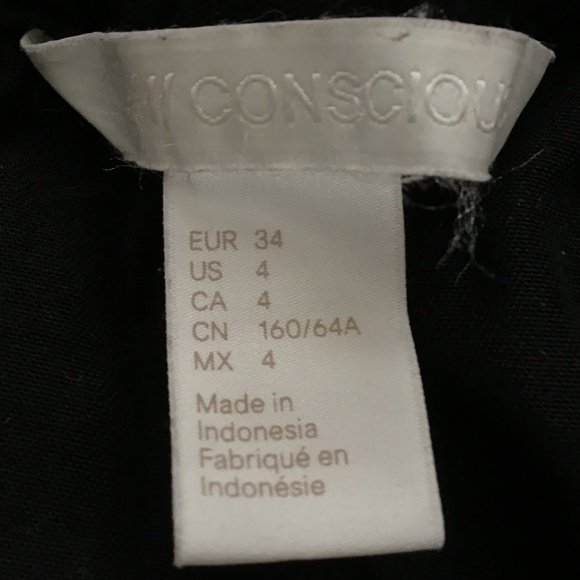 CONSCIOU
EUR 34
US 4
CA 4
CN 160/64A
MX 4
Made in
Indonesia
Fabriqué en
Indonésie